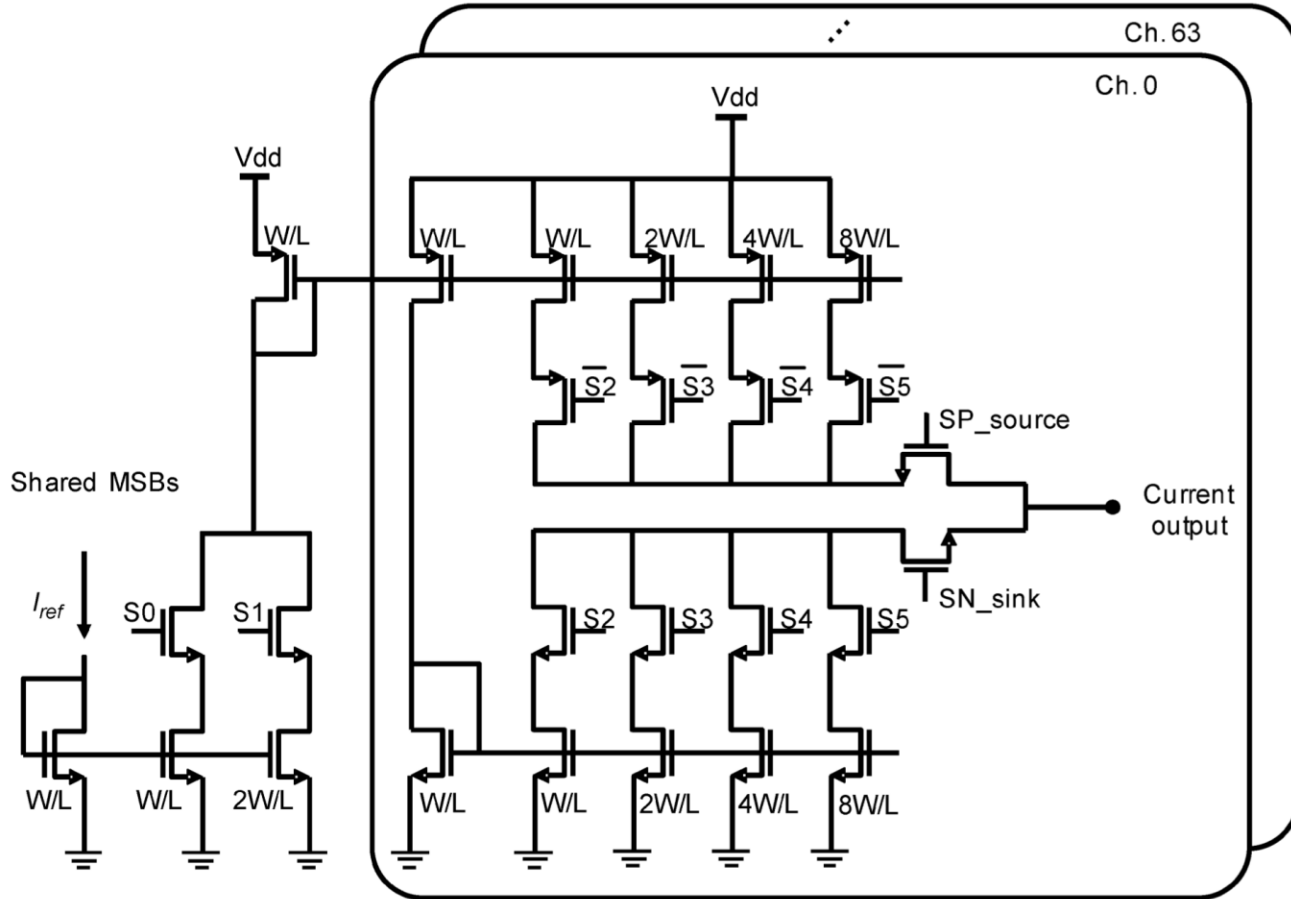 Ch. 63
Ch. 0
Vdd
Vdd
W/L
W/L
W/L
2W/L
4W/L
8W/L
S2
S3
S4
S5
SP_source
Shared MSBs
Current
output
SN_sink
Iref
S0
S1
S2
S3
S4
S5
W/L
W/L
2W/L
W/L
W/L
2W/L
4W/L
8W/L